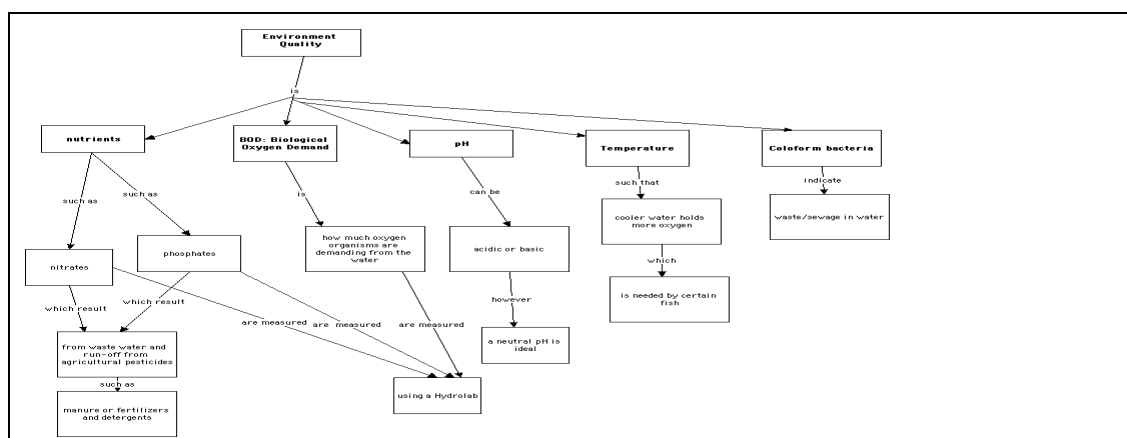 Environment
Quality
is
nutrients
BOD: Biological
Oxygen Demand
pH
Temperature
Coloform bacteria
such as
such as
is
can be
such that
indicate
nitrates
phosphates
how much oxygen
organisms are
demanding from the
water
acidic or basic
cooler water holds
more oxygen
waste/sewage in water
which result
which result
are measured
are measured
are measured
however
which
is needed by certain
fish
from waste water and
run-off from
agricultural pesticides
a neutral pH is
ideal
such as
manure or fertilizers
and detergents
using a Hydrolab